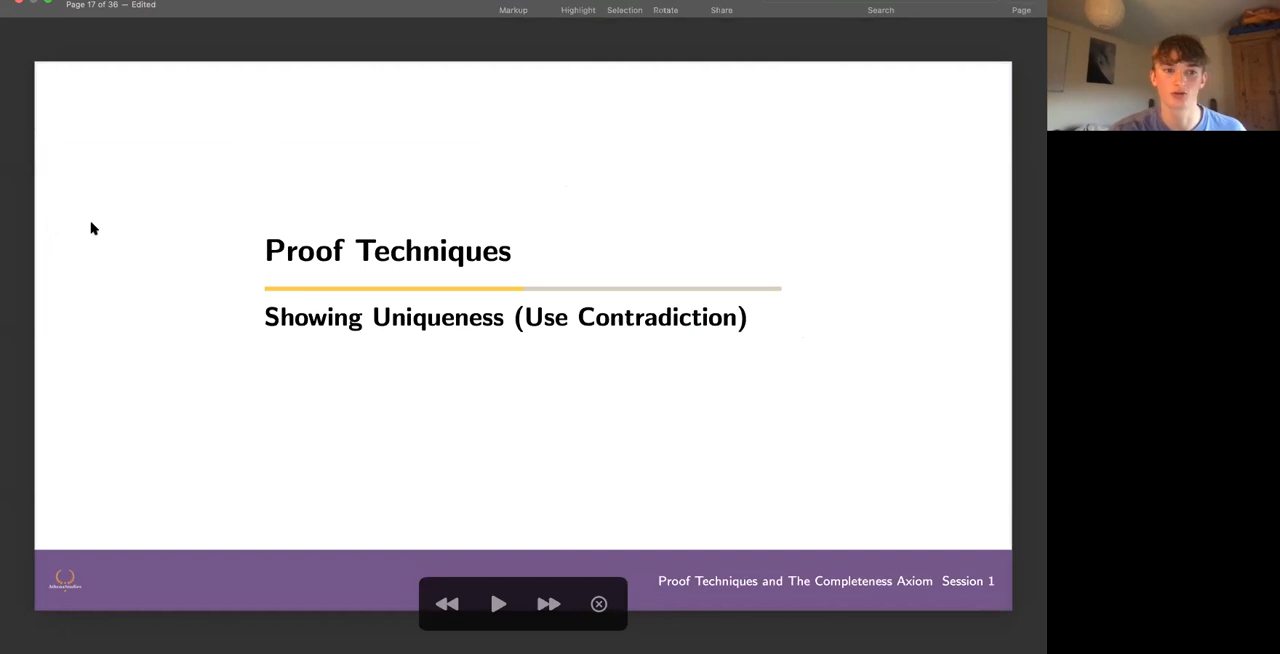 Page 17 of 36 — Edited
Markup Highlight Selection Rotate Share Search Page
Proof Techniques
Showing Uniqueness (Use Contradiction)
AthenaStudies
Proof Techniques and The Completeness Axiom Session 1